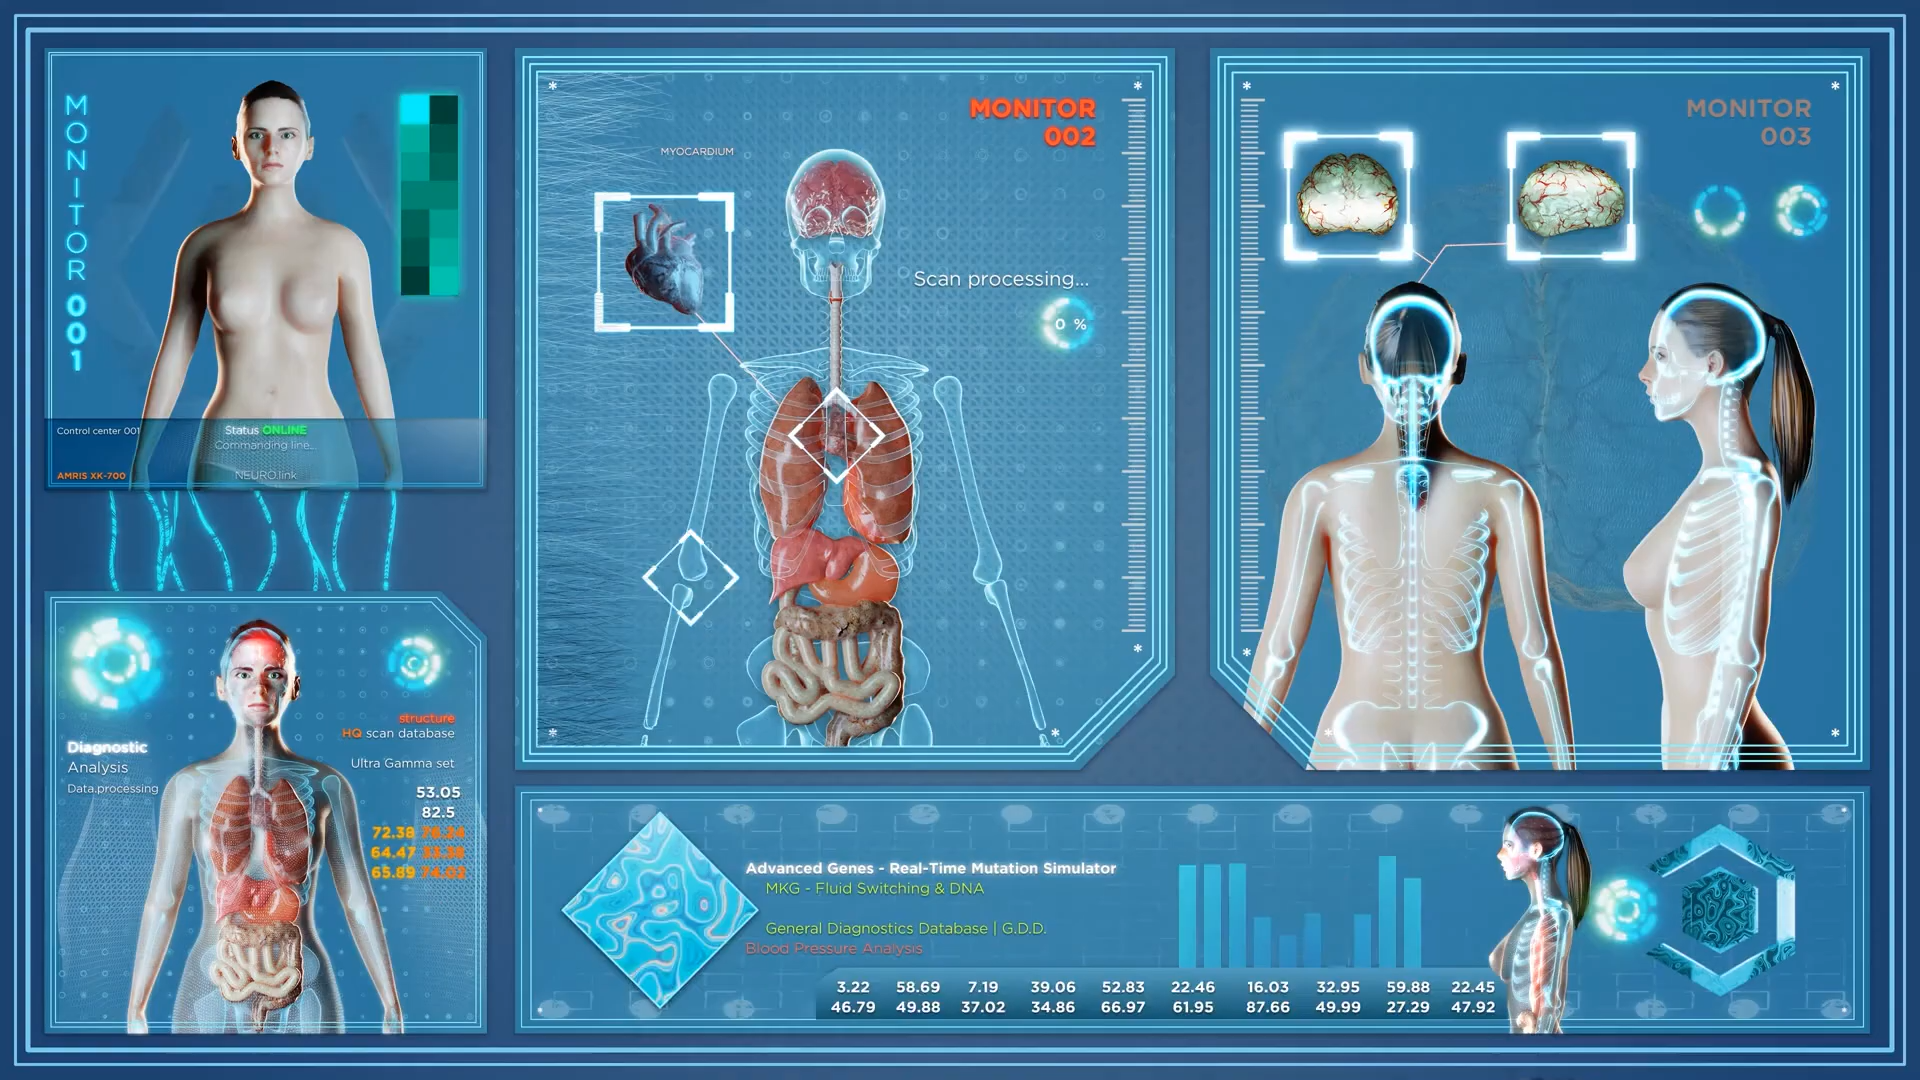 MONITOR 001
Control center 001
Status ONLINE
Commanding line...
AMRIS XK-700
NEURO.link
MYOCARDIUM
MONITOR
002
Scan processing...
0 %
MONITOR
003
structure
HQ scan database
Ultra Gamma set
Diagnostic
Analysis
Data.processing
53.05
82.5
72.38
64.47
65.89 74.02
Advanced Genes - Real-Time Mutation Simulator
MKG - Fluid Switching & DNA
General Diagnostics Database | G.D.D.
Blood Pressure Analysis
3.22 58.69 7.19 39.06 52.83 22.46 16.03 32.95 59.88 22.45
46.79 49.88 37.02 34.86 66.97 61.95 87.66 49.99 27.29 47.92